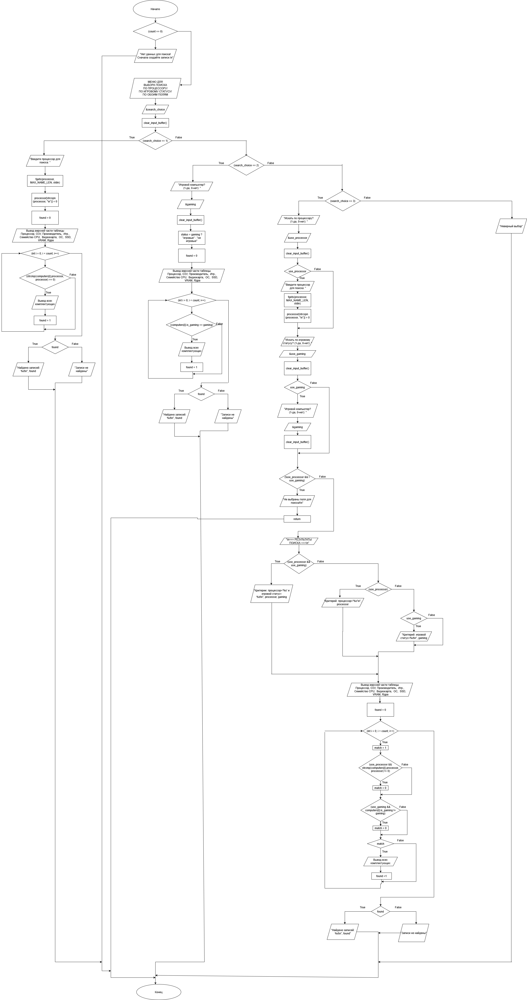 Начало
(count == 0)
"Нет данных для поиска!
Сначала создайте записи.\n"
МЕНЮ ДЛЯ
ВЫБОРА ПОИСКА
ПО ПРОЦЕССОРУ/
ПО ИГРОВОМУ СТАТУСУ/
ПО ОБОИМ ПОЛЯМ
&search_choice
clear_input_buffer()
True
(search_choice == 1)
False
"Введите процессор для
поиска: "
fgets(processor,
MAX_NAME_LEN, stdin)
processor[strcspn
(processor, "\n")] = 0
found = 0
Вывод верхней части таблицы
Процессор, ОЗУ, Производитель, Игр.,
Семейство CPU, Видеокарта, ОС, SSD,
VRAM, Ядра
(int i = 0; i < count; i++)
(strcmp(computers[i].processor,
processor) == 0)
False
True
Вывод всех
комплектующих
found = 1
True
found
False
"Найдено записей:
%d\n", found
"Записи не
найдены"
True
(search_choice == 2)
False
"Игровой компьютер?
(1-да, 0-нет): "
&gaming
clear_input_buffer()
status = gaming ?
"игровые" : "не
игровые"
found = 0
Вывод верхней части таблицы
Процессор, ОЗУ, Производитель, Игр.,
Семейство CPU, Видеокарта, ОС, SSD,
VRAM, Ядра
(int i = 0; i < count; i++)
(computers[i].is_gaming == gaming)
False
True
Вывод всех
комплектующих
found = 1
True
found
False
"Найдено записей:
%d\n", found
"Записи не
найдены"
True
(search_choice == 3)
False
"Неверный выбор"
"Искать по процессору?
(1-да, 0-нет): "
&use_processor
clear_input_buffer()
use_processor
False
True
"Введите процессор
для поиска: "
fgets(processor,
MAX_NAME_LEN,
stdin)
processor[strcspn
(processor, "\n")] = 0
"Искать по игровому
статусу? (1-да, 0-нет): "
&use_gaming
clear_input_buffer()
use_gaming
False
True
"Игровой компьютер?
(1-да, 0-нет): "
&gaming
clear_input_buffer()
(!use_processor && !
use_gaming)
False
True
"Не выбраны поля для
поиска!\n"
return
"\n=== РЕЗУЛЬТАТЫ
ПОИСКА ===\n"
True
(use_processor &&
use_gaming)
False
"Критерии: процессор='%s' и
игровой статус=
%d\n", processor, gaming
True
(use_processor)
False
"Критерий: процессор='%s'\n",
processor
use_gaming
False
True
"Критерий: игровой
статус=%d\n", gaming
Вывод верхней части таблицы
Процессор, ОЗУ, Производитель, Игр.,
Семейство CPU, Видеокарта, ОС, SSD,
VRAM, Ядра
found = 0
(int i = 0; i < count; i++)
True
match = 1
(use_processor &&
strcmp(computers[i].processor,
processor) != 0)
False
True
match = 0
(use_gaming &&
computers[i].is_gaming !=
gaming)
False
True
match = 0
match
False
True
Вывод всех
комплектующих
found =1
True
found
False
"Найдено записей:
%d\n", found"
"Записи не найдены"
Конец